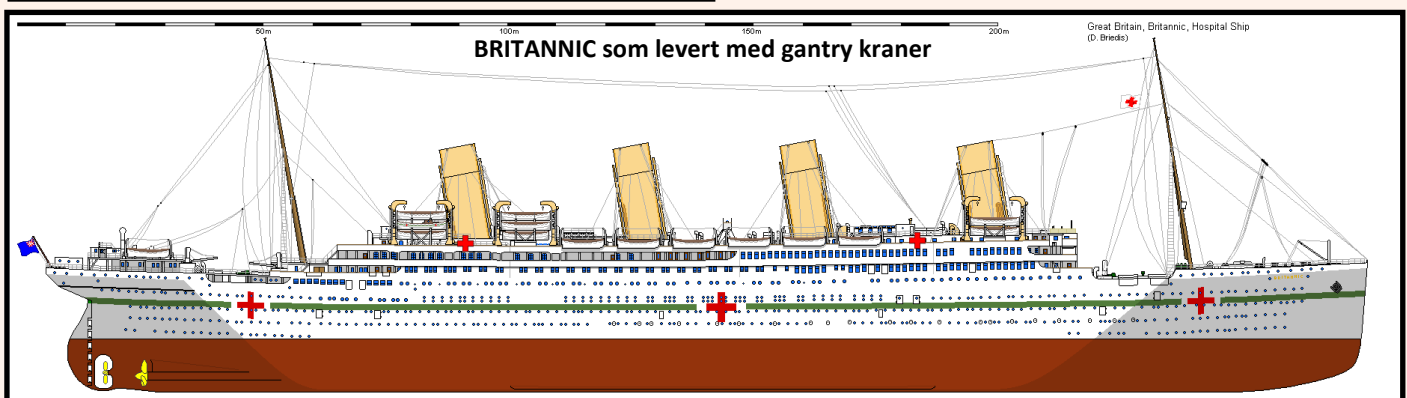 50m
100m
150m
200m
Great Britain, Britannic, Hospital Ship
(D. Briedis)
BRITANNIC som levert med gantry kraner